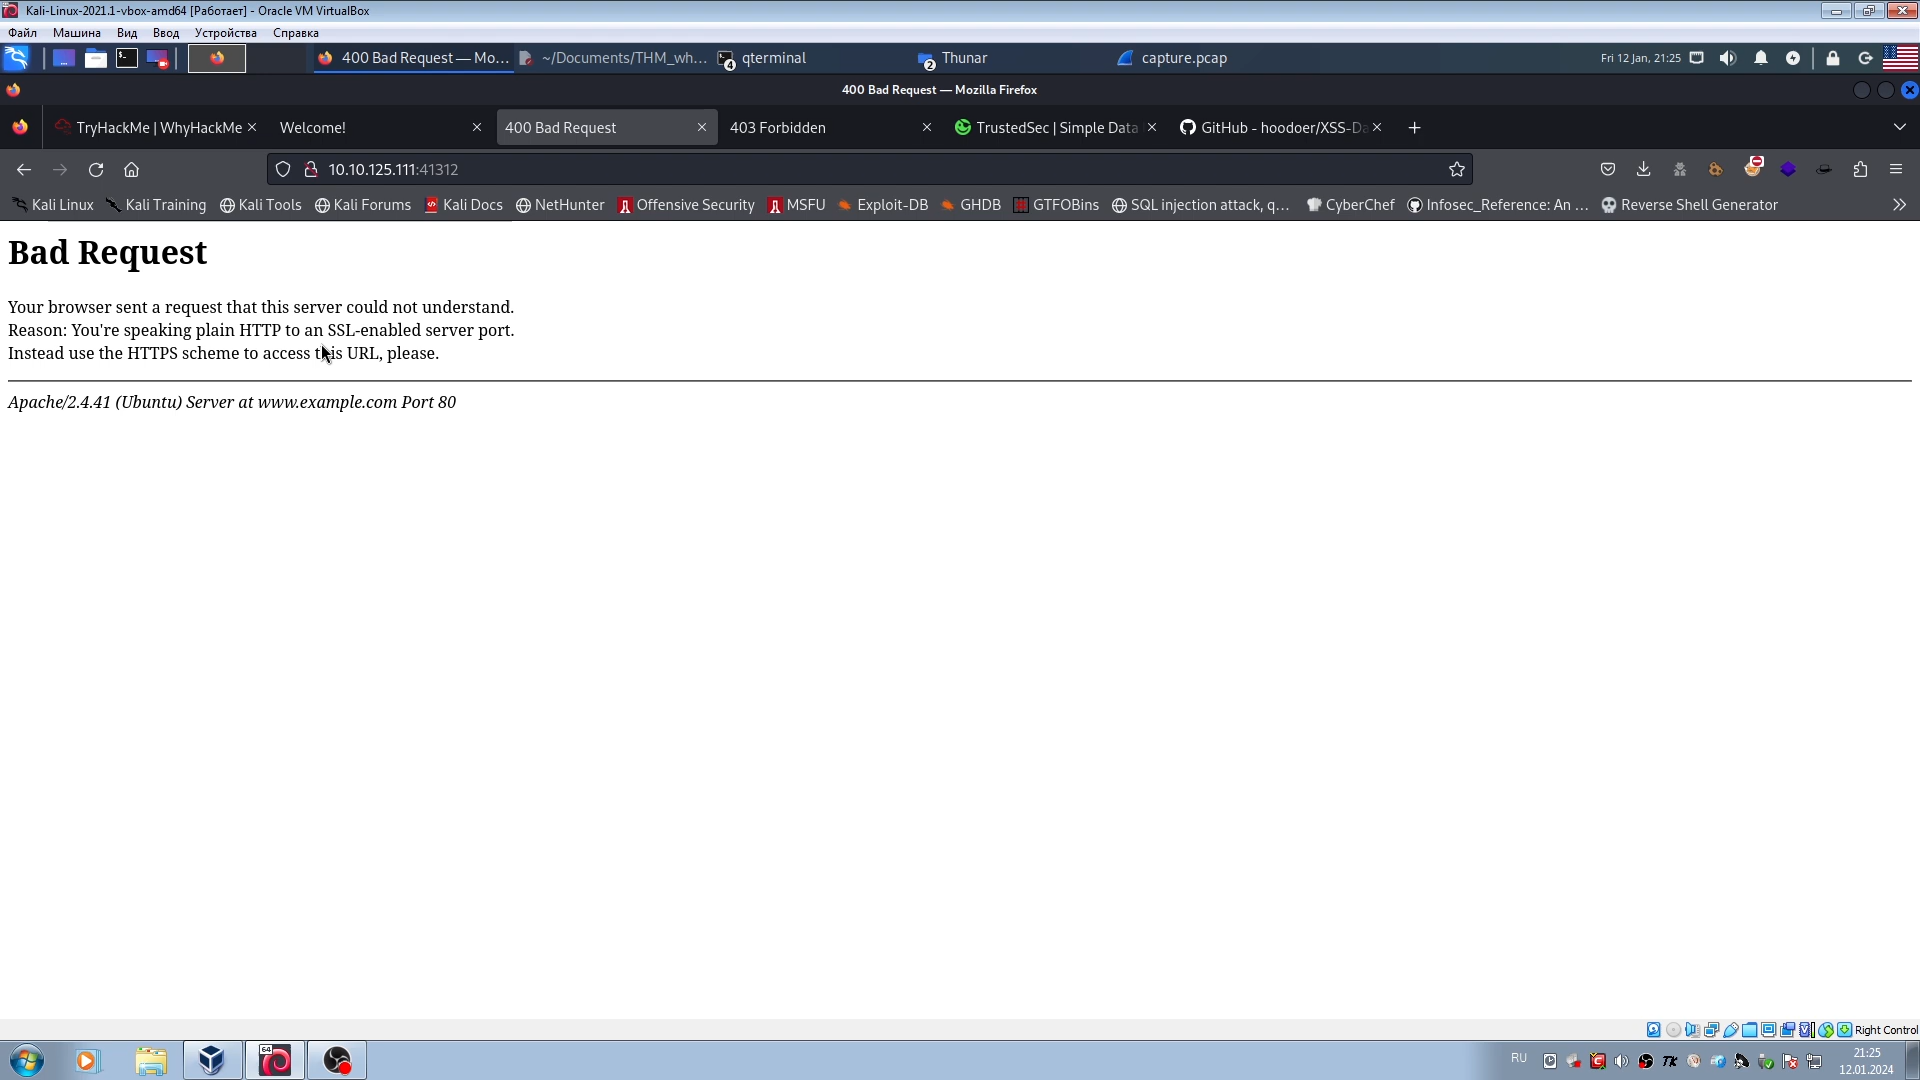 Kali-Linux-2021.1-vbox-amd64 [Работает] - Oracle VM VirtualBox
Файл Машина Вид Ввод Устройства Справка
400 Bad Request — Mo... ~/Documents/THM_wh... 4 qterminal 2 Thunar capture.pcap Fri 12 Jan, 21:25
400 Bad Request — Mozilla Firefox
TryHackMe | WhyHackMe Welcome! 400 Bad Request 403 Forbidden TrustedSec | Simple Data GitHub - hoodoer/XSS-Da
10.10.125.111:41312
Kali Linux Kali Training Kali Tools Kali Forums Kali Docs NetHunter Offensive Security MSFU Exploit-DB GHDB GTFOBins SQL injection attack, q... CyberChef Infosec_Reference: An ... Reverse Shell Generator
Bad Request
Your browser sent a request that this server could not understand.
Reason: You're speaking plain HTTP to an SSL-enabled server port.
Instead use the HTTPS scheme to access this URL, please.
Apache/2.4.41 (Ubuntu) Server at www.example.com Port 80
Right Control
64
RU
21:25
12.01.2024